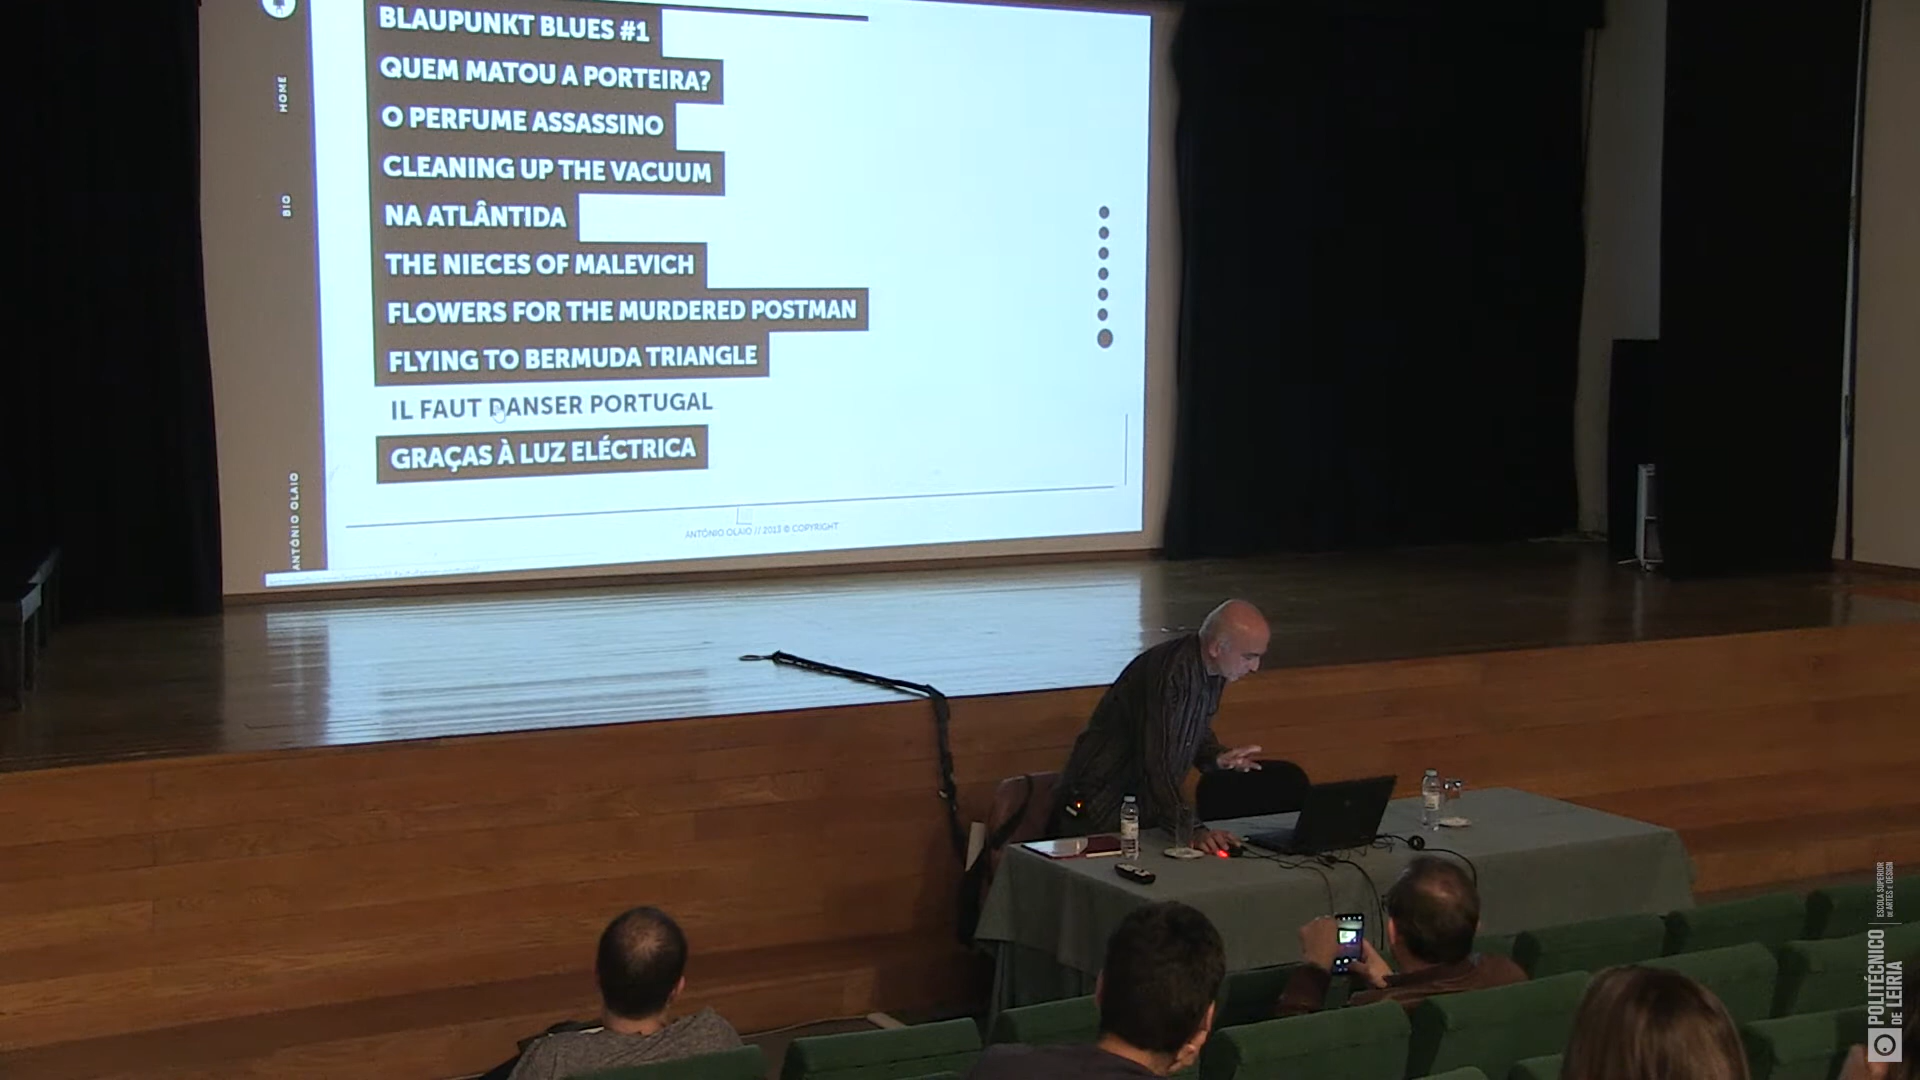 BLAUPUNKT BLUES #1
QUEM MATOU A PORTEIRA?
O PERFUME ASSASSINO
CLEANING UP THE VACUUM
NA ATLÂNTIDA
THE NIECES OF MALEVICH
FLOWERS FOR THE MURDERED POSTMAN
FLYING TO BERMUDA TRIANGLE
IL FAUT DANSER PORTUGAL
GRAÇAS À LUZ ELÉCTRICA
HOME
BIO
ANTÓNIO OLAIO
ANTÓNIO OLAIO // 2013 © COPYRIGHT
POLITÉCNICO
DE LEIRIA
ESCOLA SUPERIOR
DE ARTES E DESIGN